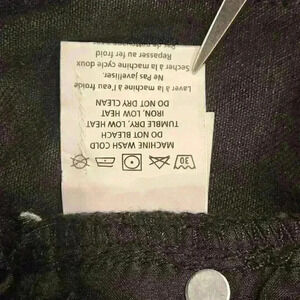 30
MACHINE WASH COLD
DO NOT BLEACH
TUMBLE DRY, LOW HEAT
IRON, LOW HEAT
DO NOT DRY CLEAN
Laver à la machine à l'eau froide
Ne Pas javelliser
Sécher à la machine cycle doux
Repasser au fer froid